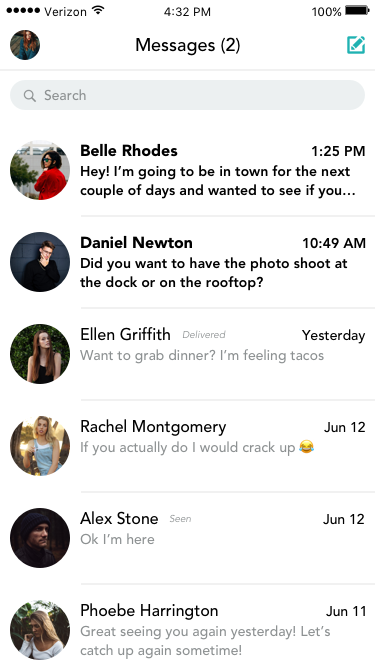 Verizon 4:32 PM 100%
Messages (2)
Search
Belle Rhodes 1:25 PM
Hey! I’m going to be in town for the next
couple of days and wanted to see if you…
Daniel Newton 10:49 AM
Did you want to have the photo shoot at
the dock or on the rooftop?
Ellen Griffith Delivered Yesterday
Want to grab dinner? I’m feeling tacos
Rachel Montgomery Jun 12
If you actually do I would crack up 😂
Alex Stone Seen Jun 12
Ok I’m here
Phoebe Harrington Jun 11
Great seeing you again yesterday! Let’s
catch up again sometime!